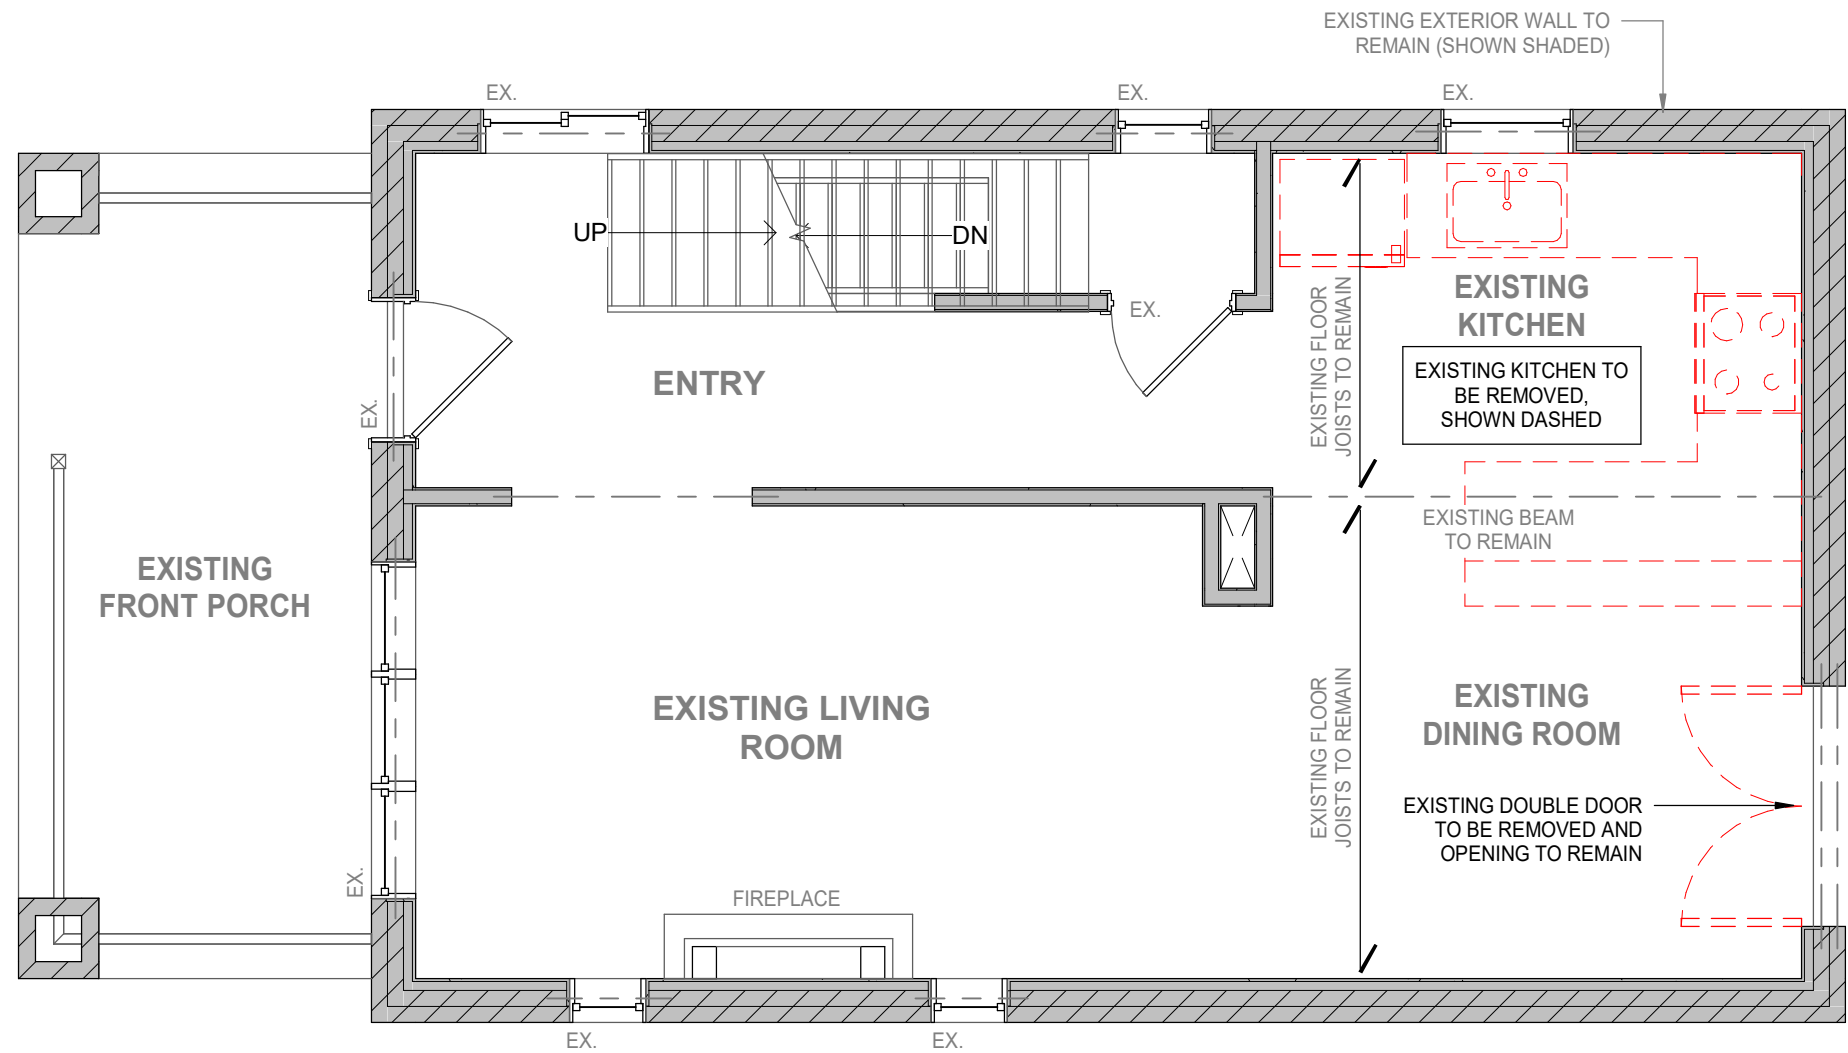 EXISTING EXTERIOR WALL TO
REMAIN (SHOWN SHADED)
EX.
EX.
EX.
UP
DN
EX.
EXISTING
KITCHEN
EXISTING KITCHEN TO
BE REMOVED,
SHOWN DASHED
EXISTING FLOOR
JOISTS TO REMAIN
ENTRY
EX.
EXISTING BEAM
TO REMAIN
EXISTING
FRONT PORCH
EXISTING LIVING
ROOM
EXISTING FLOOR
JOISTS TO REMAIN
EXISTING
DINING ROOM
EXISTING DOUBLE DOOR
TO BE REMOVED AND
OPENING TO REMAIN
EX.
FIREPLACE
EX.
EX.